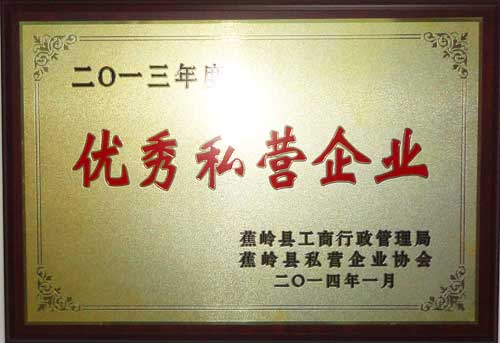 二〇一三年度
优秀私营企业
蕉岭县工商行政管理局
蕉岭县私营企业协会
二〇一四年一月